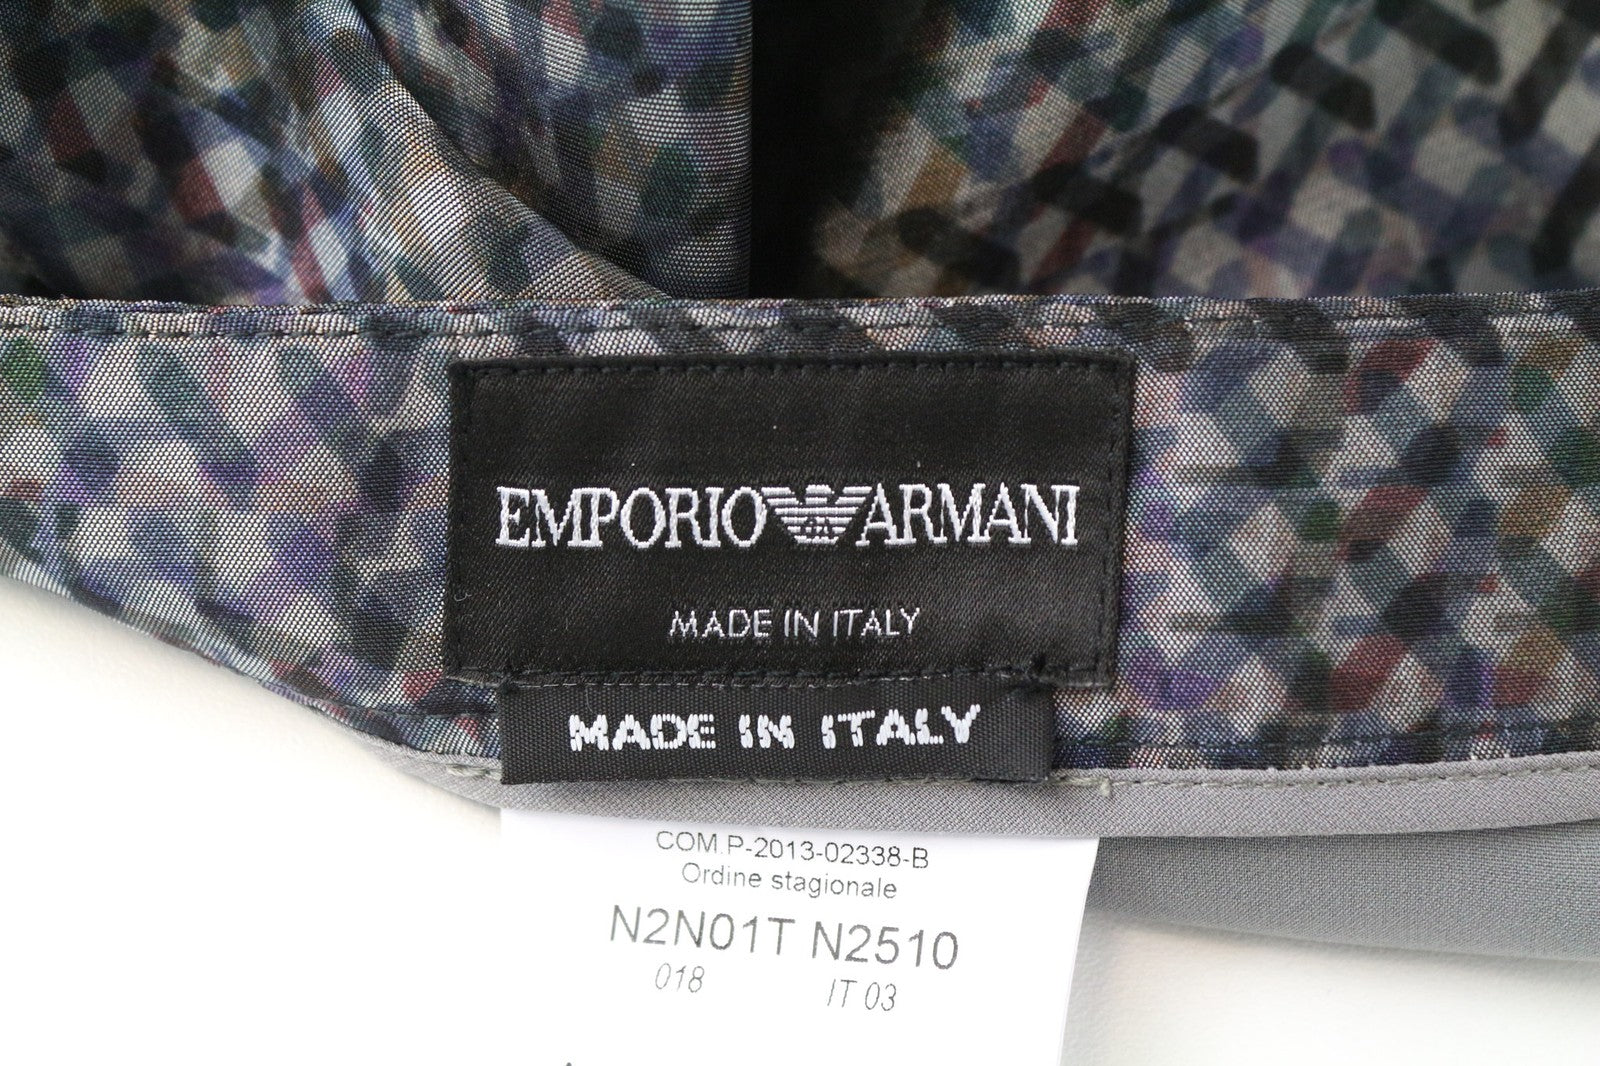 EMPORIO ARMANI
MADE IN ITALY
MADE IN ITALY
COM.P-2013-02338-B
Ordine stagionale
N2N01T N2510
018 IT 03